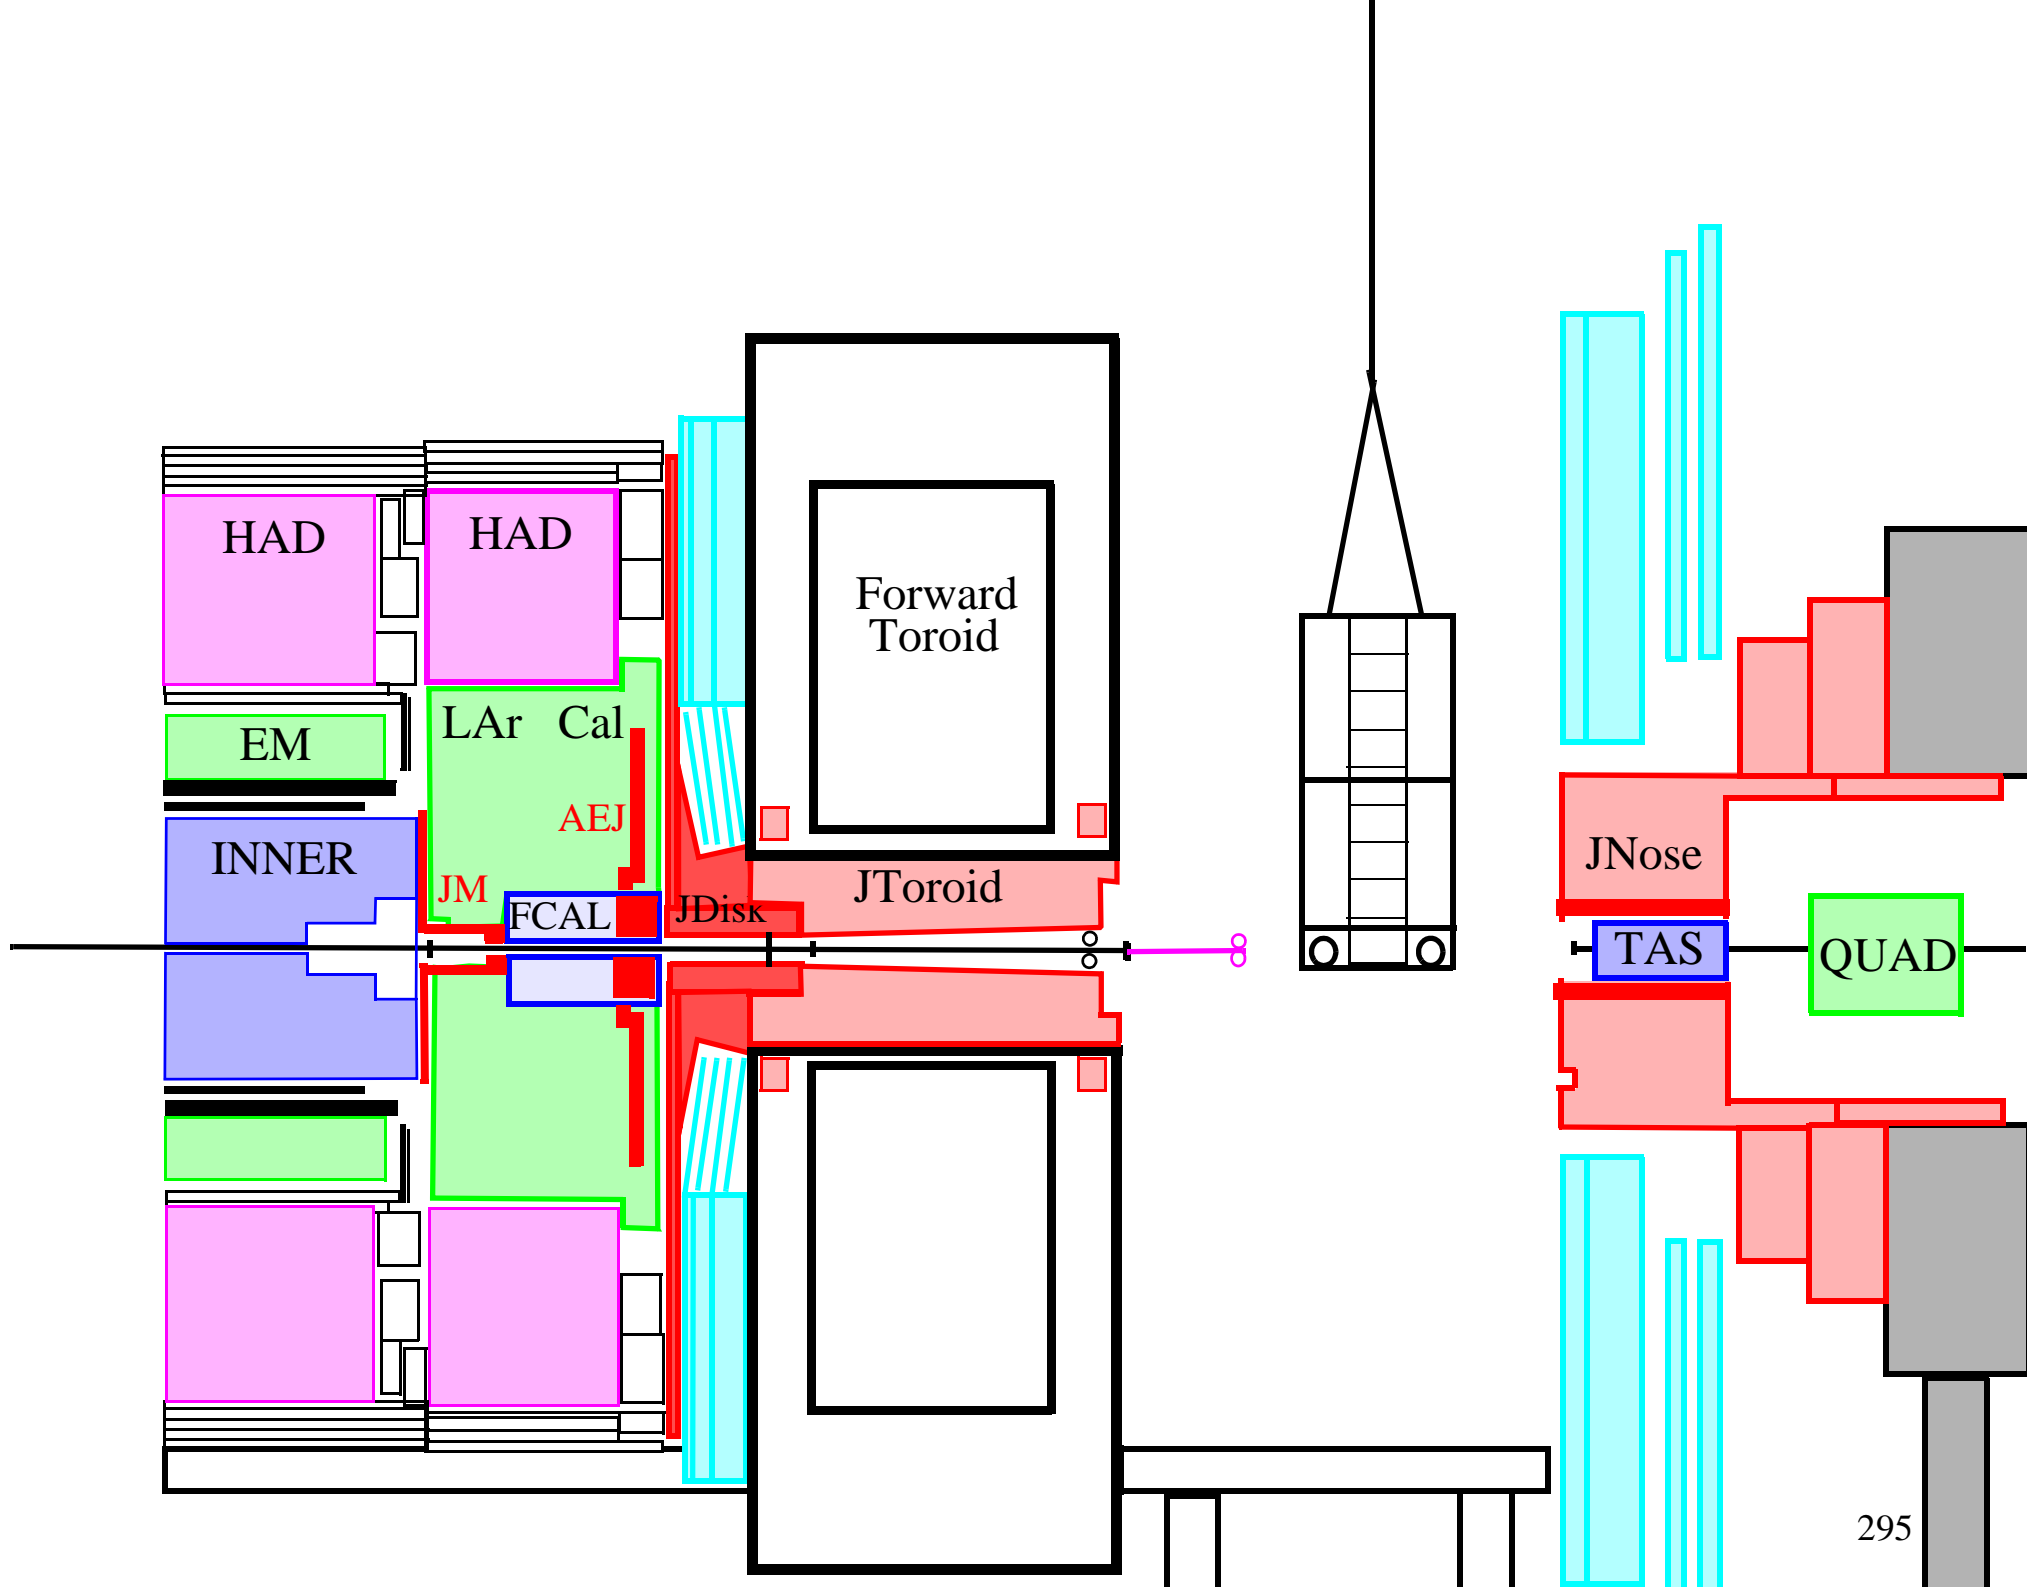 HAD
HAD
Forward
Toroid
LAr Cal
EM
AEJ
INNER
JM
FCAL
JDisk
JToroid
JNose
TAS
QUAD
295